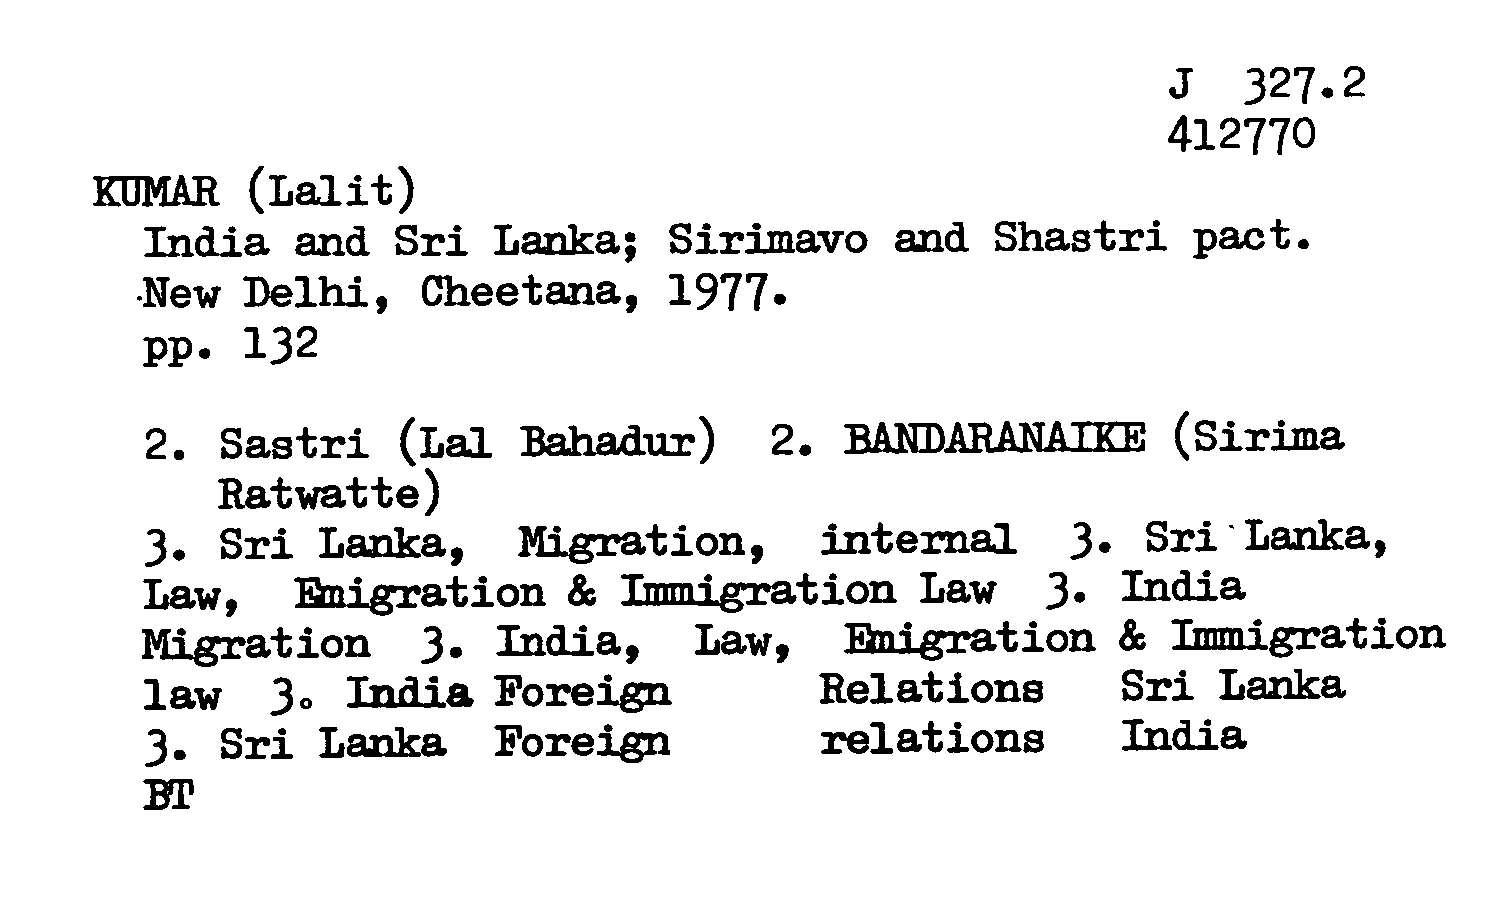 J 327.2
412770
KUMAR (Lalit)
India and Sri Lanka; Sirimavo and Shastri pact.
New Delhi, Cheetana, 1977.
pp. 132
2. Sastri (Lal Bahadur) 2. BANDARANAIKE (Sirima
Ratwatte)
3. Sri Lanka, Migration, internal 3. Sri Lanka,
Law, Emigration & Immigration Law 3. India
Migration 3. India, Law, Emigration & Immigration
law 3. India Foreign Relations Sri Lanka
3. Sri Lanka Foreign relations India
BT